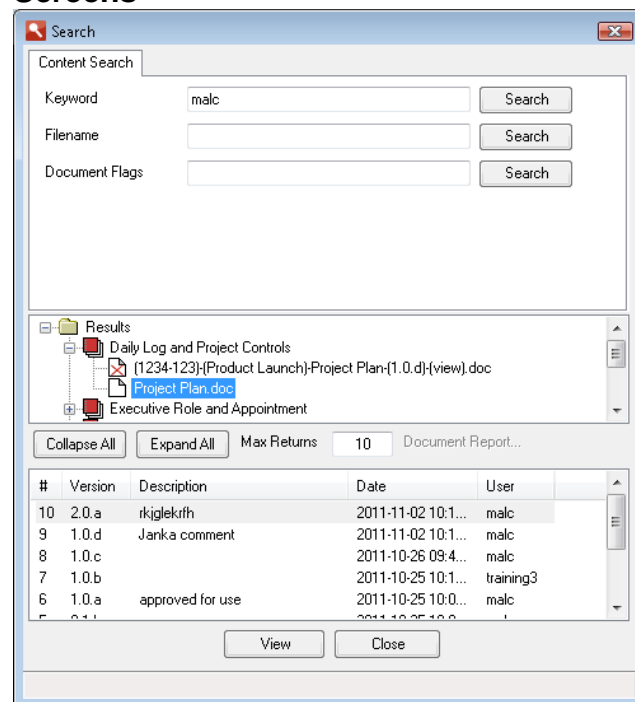 Screens
Search
Content Search
Keyword malc Search
Filename Search
Document Flags Search
Results
Daily Log and Project Controls
(1234-123)-(Product Launch)-Project Plan-(1.0.d)-(view).doc
Project Plan.doc
Executive Role and Appointment
Collapse All Expand All Max Returns 10 Document Report...
# Version Description Date User
10 2.0.a rkjglekrfh 2011-11-02 10:1... malc
9 1.0.d Janka comment 2011-11-02 10:1... malc
8 1.0.c 2011-10-26 09:4... malc
7 1.0.b 2011-10-25 10:1... training3
6 1.0.a approved for use 2011-10-25 10:0... malc
View Close